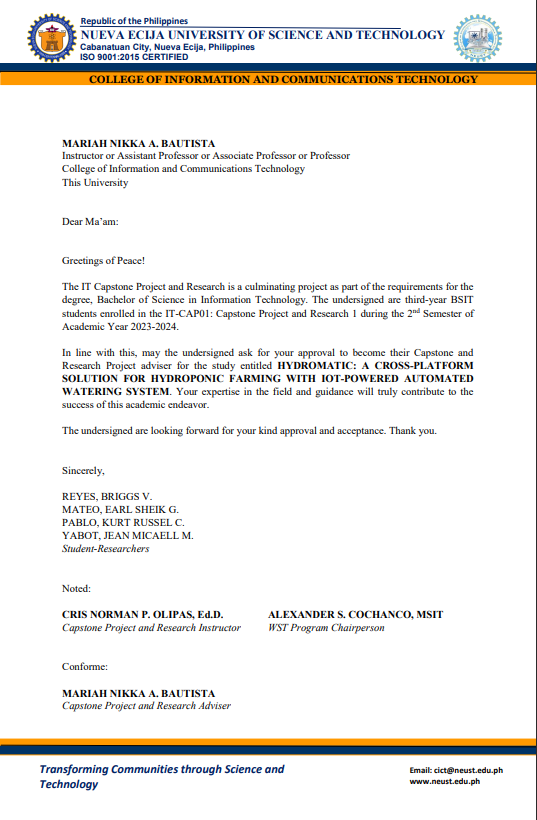 Republic of the Philippines
NUEVA ECIJA UNIVERSITY OF SCIENCE AND TECHNOLOGY
Cabanatuan City, Nueva Ecija, Philippines
ISO 9001:2015 CERTIFIED
COLLEGE OF INFORMATION AND COMMUNICATIONS TECHNOLOGY
MARIAH NIKKA A. BAUTISTA
Instructor or Assistant Professor or Associate Professor or Professor
College of Information and Communications Technology
This University
Dear Ma'am:
Greetings of Peace!
The IT Capstone Project and Research is a culminating project as part of the requirements for the
degree, Bachelor of Science in Information Technology. The undersigned are third-year BSIT
students enrolled in the IT-CAP01: Capstone Project and Research 1 during the 2nd Semester of
Academic Year 2023-2024.
In line with this, may the undersigned ask for your approval to become their Capstone and
Research Project adviser for the study entitled HYDROMATIC: A CROSS-PLATFORM
SOLUTION FOR HYDROPONIC FARMING WITH IOT-POWERED AUTOMATED
WATERING SYSTEM. Your expertise in the field and guidance will truly contribute to the
success of this academic endeavor.
The undersigned are looking forward for your kind approval and acceptance. Thank you.
Sincerely,
REYES, BRIGGS V.
MATEO, EARL SHEIK G.
PABLO, KURT RUSSEL C.
YABOT, JEAN MICAELL M.
Student-Researchers
Noted:
CRIS NORMAN P. OLIPAS, Ed.D. ALEXANDER S. COCHANCO, MSIT
Capstone Project and Research Instructor WST Program Chairperson
Conforme:
MARIAH NIKKA A. BAUTISTA
Capstone Project and Research Adviser
Transforming Communities through Science and
Technology
Email: cict@neust.edu.ph
www.neust.edu.ph